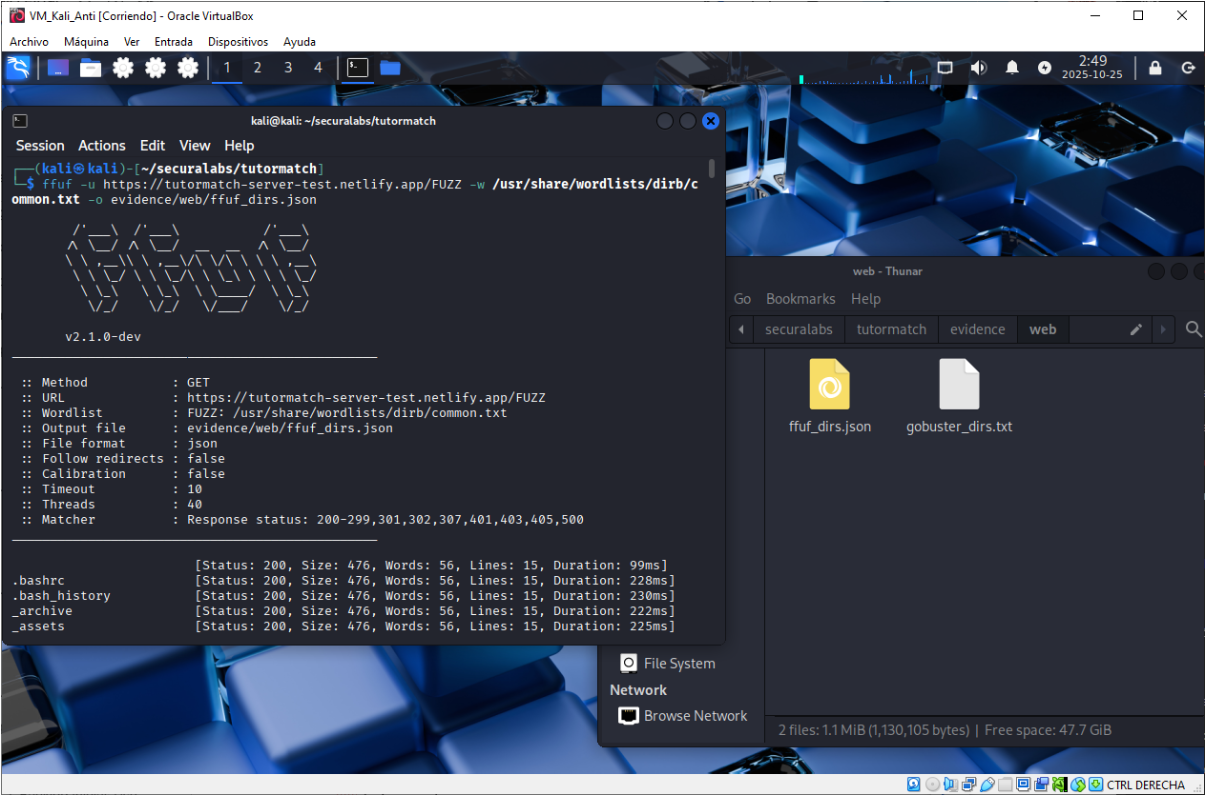 VM_Kali_Anti [Corriendo] - Oracle VirtualBox
Archivo Máquina Ver Entrada Dispositivos Ayuda
1 2 3 4
2:49
2025-10-25
kali@kali: ~/securalabs/tutormatch
Session Actions Edit View Help
┌──(kali㉿kali)-[~/securalabs/tutormatch]
└─$ ffuf -u https://tutormatch-server-test.netlify.app/FUZZ -w /usr/share/wordlists/dirb/c
ommon.txt -o evidence/web/ffuf_dirs.json
v2.1.0-dev
:: Method : GET
:: URL : https://tutormatch-server-test.netlify.app/FUZZ
:: Wordlist : FUZZ: /usr/share/wordlists/dirb/common.txt
:: Output file : evidence/web/ffuf_dirs.json
:: File format : json
:: Follow redirects : false
:: Calibration : false
:: Timeout : 10
:: Threads : 40
:: Matcher : Response status: 200-299,301,302,307,401,403,405,500
[Status: 200, Size: 476, Words: 56, Lines: 15, Duration: 99ms]
.bashrc [Status: 200, Size: 476, Words: 56, Lines: 15, Duration: 228ms]
.bash_history [Status: 200, Size: 476, Words: 56, Lines: 15, Duration: 230ms]
_archive [Status: 200, Size: 476, Words: 56, Lines: 15, Duration: 222ms]
_assets [Status: 200, Size: 476, Words: 56, Lines: 15, Duration: 225ms]
web - Thunar
Go Bookmarks Help
securalabs tutormatch evidence web
ffuf_dirs.json gobuster_dirs.txt
File System
Network
Browse Network
2 files: 1.1 MiB (1,130,105 bytes) | Free space: 47.7 GiB
CTRL DERECHA